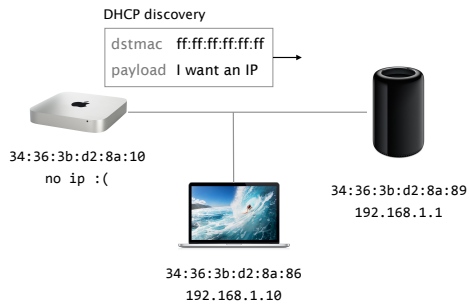 DHCP discovery
dstmac ff:ff:ff:ff:ff:ff
payload I want an IP
34:36:3b:d2:8a:10
no ip :(
34:36:3b:d2:8a:89
192.168.1.1
34:36:3b:d2:8a:86
192.168.1.10